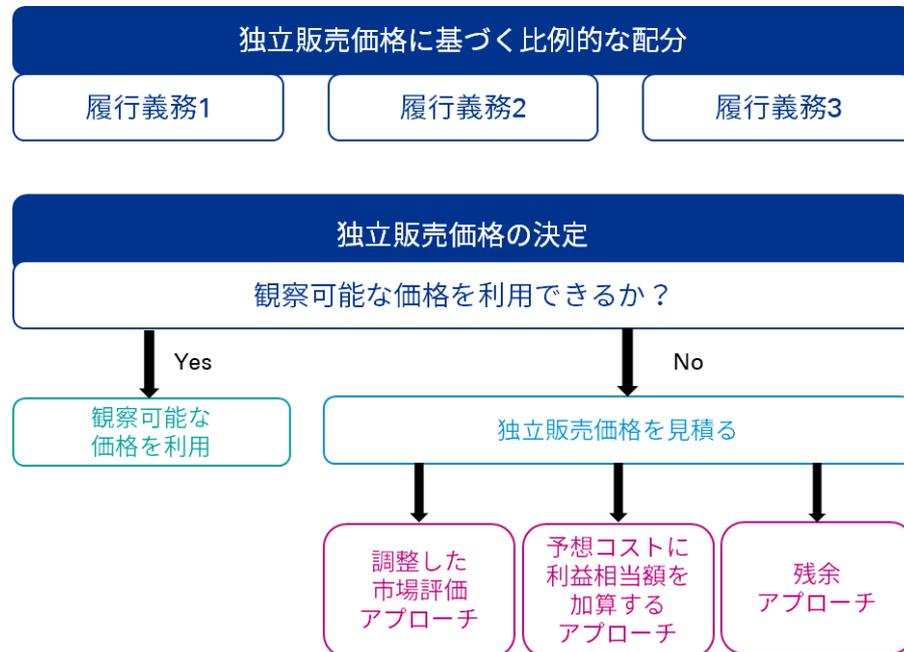 独立販売価格に基づく比例的な配分
履行義務1
履行義務2
履行義務3
独立販売価格の決定
観察可能な価格を利用できるか？
Yes
No
観察可能な
価格を利用
独立販売価格を見積る
調整した
市場評価
アプローチ
予想コストに
利益相当額を
加算する
アプローチ
残余
アプローチ